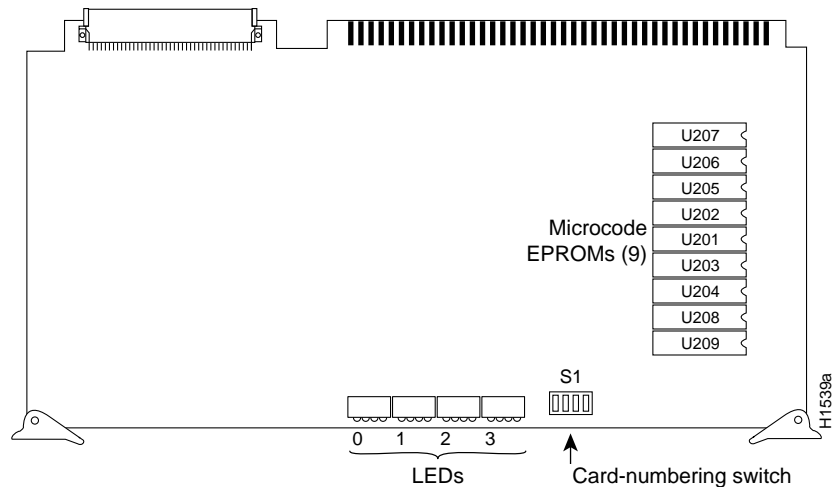 U207
U206
U205
U202
Microcode
U201
EPROMs (9)
U203
U204
U208
U209
S1
H1539a
0 1 2 3
LEDs
Card-numbering switch